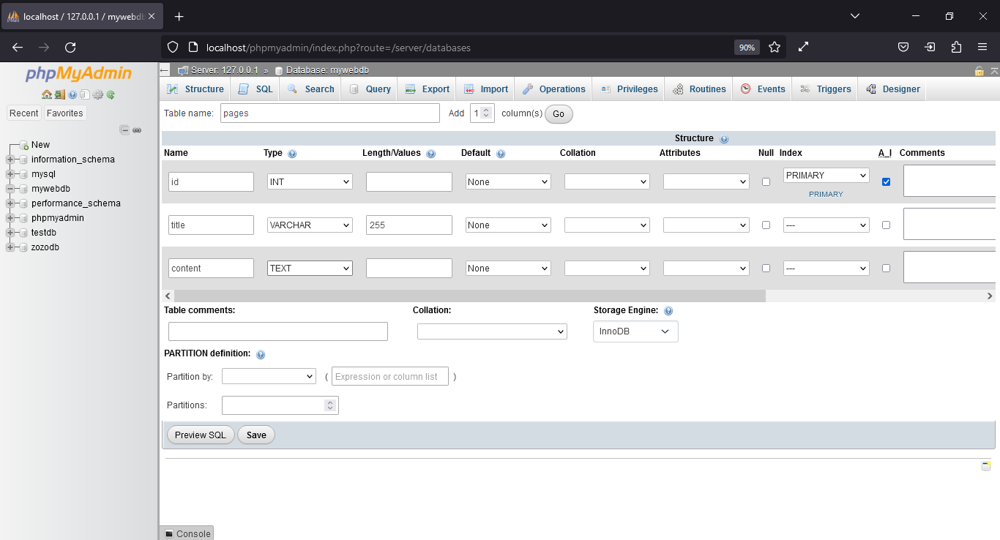 localhost / 127.0.0.1 / mywebdb
localhost/phpmyadmin/index.php?route=/server/databases
90%
phpMyAdmin
Recent
Favorites
New
information_schema
mysql
mywebdb
performance_schema
phpmyadmin
testdb
zozodb
Server: 127.0.0.1 » Database: mywebdb
Structure SQL Search Query Export Import Operations Privileges Routines Events Triggers Designer
Table name: pages Add 1 column(s) Go
Structure
Name Type Length/Values Default Collation Attributes Null Index A_I Comments
id INT None PRIMARY
PRIMARY
title VARCHAR 255 None ---
content TEXT None ---
Table comments: Collation: Storage Engine:
InnoDB
PARTITION definition:
Partition by: ( Expression or column list )
Partitions:
Preview SQL Save
Console